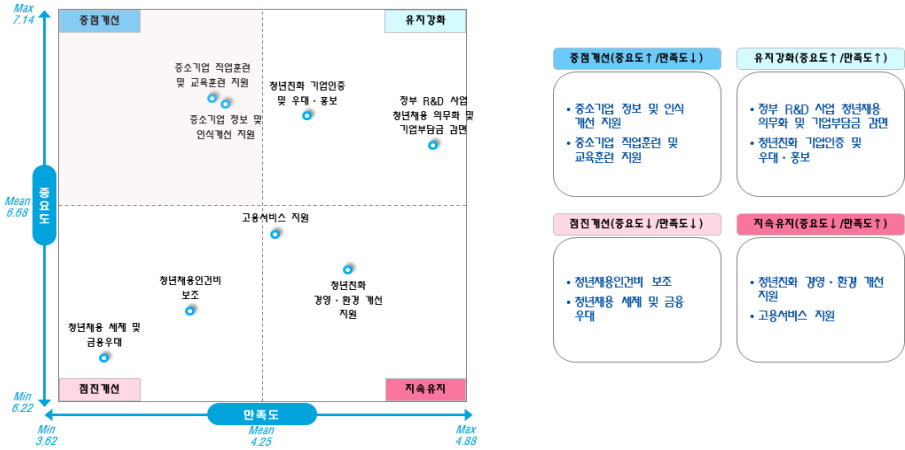 Max
7.14
중점개선
유지강화
중소기업 직업훈련
및 교육훈련 지원
청년진화 기업인증
및 우대·홍보
정부 R&D 사업
청년채용 의무화 및
기업부담금 감면
중소기업 정보 및
인식개선 지원
중요도
Mean
6.68
고용서비스 지원
청년채용인건비
보조
청년진화
경영·환경 개선
지원
청년채용 세제 및
금융우대
점진개선
지속유지
Min
6.22
만족도
Min
3.62
Mean
4.25
Max
4.88
중점개선(중요도↑/만족도↓)
• 중소기업 정보 및 인식
개선 지원
• 중소기업 직업훈련 및
교육훈련 지원
유지강화(중요도↑/만족도↑)
• 정부 R&D 사업 청년채용
의무화 및 기업부담금 감면
• 청년진화 기업인증 및
우대·홍보
점진개선(중요도↓/만족도↓)
• 청년채용인건비 보조
• 청년채용 세제 및 금융
우대
지속유지(중요도↓/만족도↑)
• 청년진화 경영·환경 개선
지원
• 고용서비스 지원